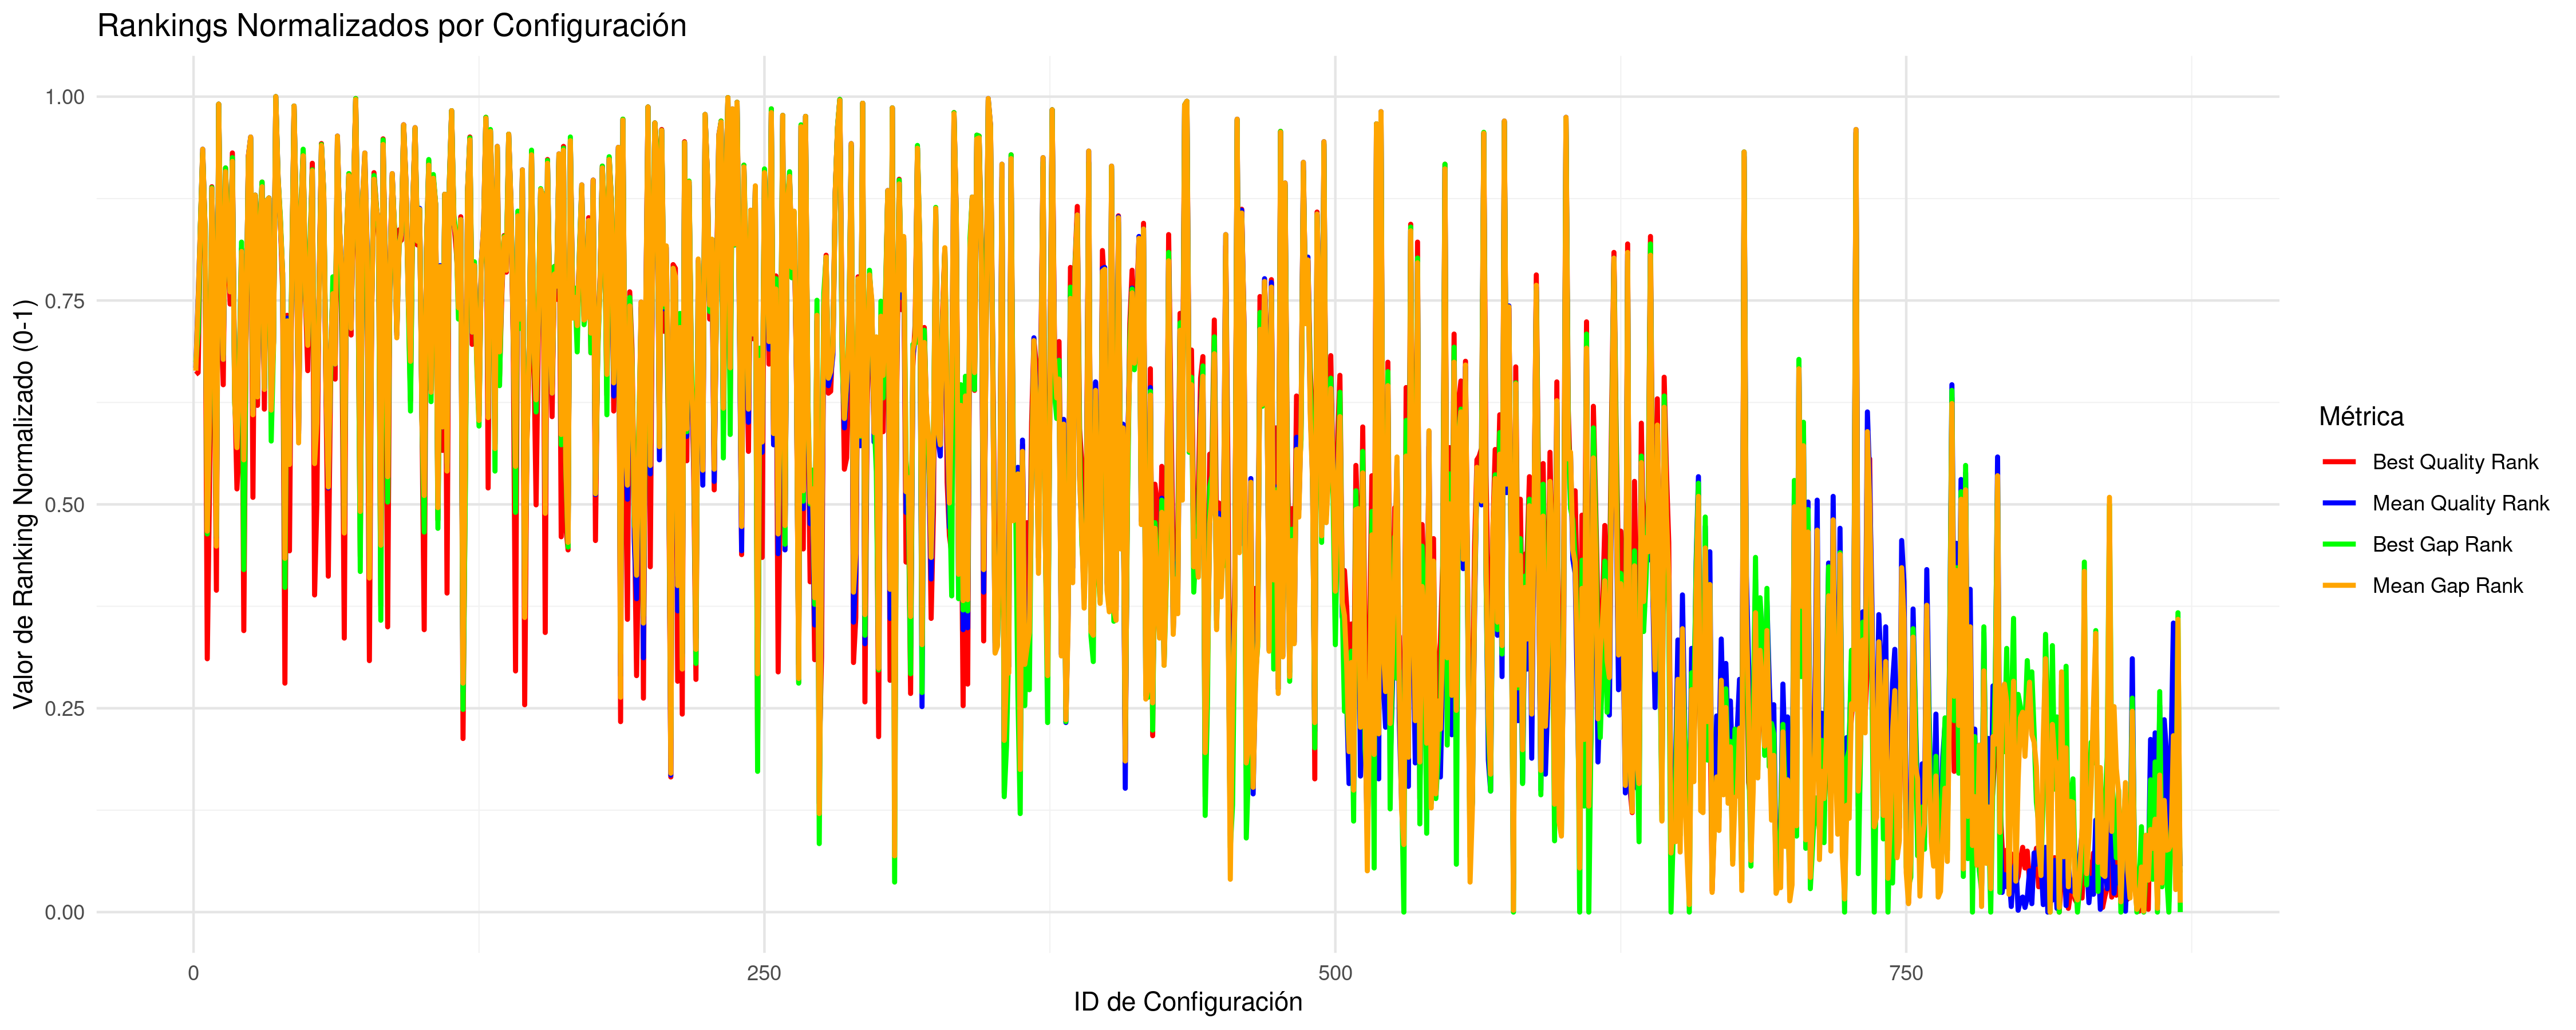 Rankings Normalizados por Configuración
Valor de Ranking Normalizado (0-1)
1.00
0.75
0.50
0.25
0.00
0
250
500
750
ID de Configuración
Métrica
Best Quality Rank
Mean Quality Rank
Best Gap Rank
Mean Gap Rank